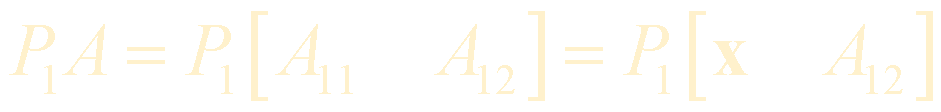 P₁A = P₁[A₁₁ A₁₂] = P₁[𝐱 A₁₂]